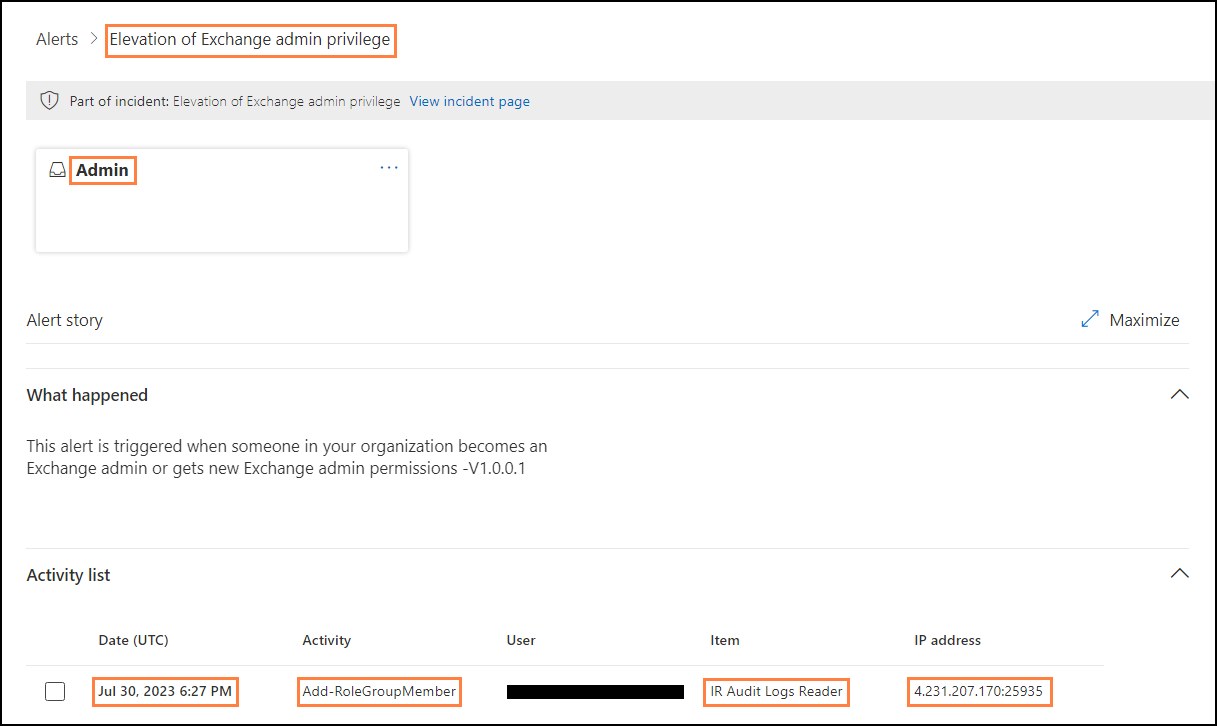 Alerts > Elevation of Exchange admin privilege
Part of incident: Elevation of Exchange admin privilege View incident page
Admin ...
Alert story Maximize
What happened
This alert is triggered when someone in your organization becomes an
Exchange admin or gets new Exchange admin permissions -V1.0.0.1
Activity list
Date (UTC) Activity User Item IP address
Jul 30, 2023 6:27 PM Add-RoleGroupMember IR Audit Logs Reader 4.231.207.170:25935